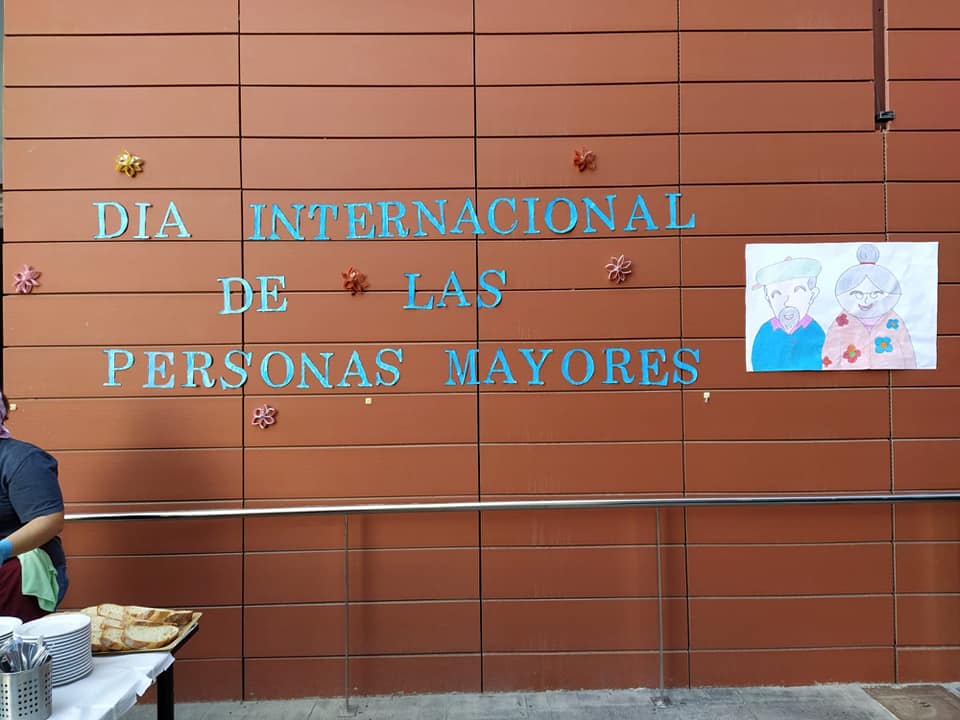 DIA INTERNACIONAL
DE LAS
PERSONAS MAYORES